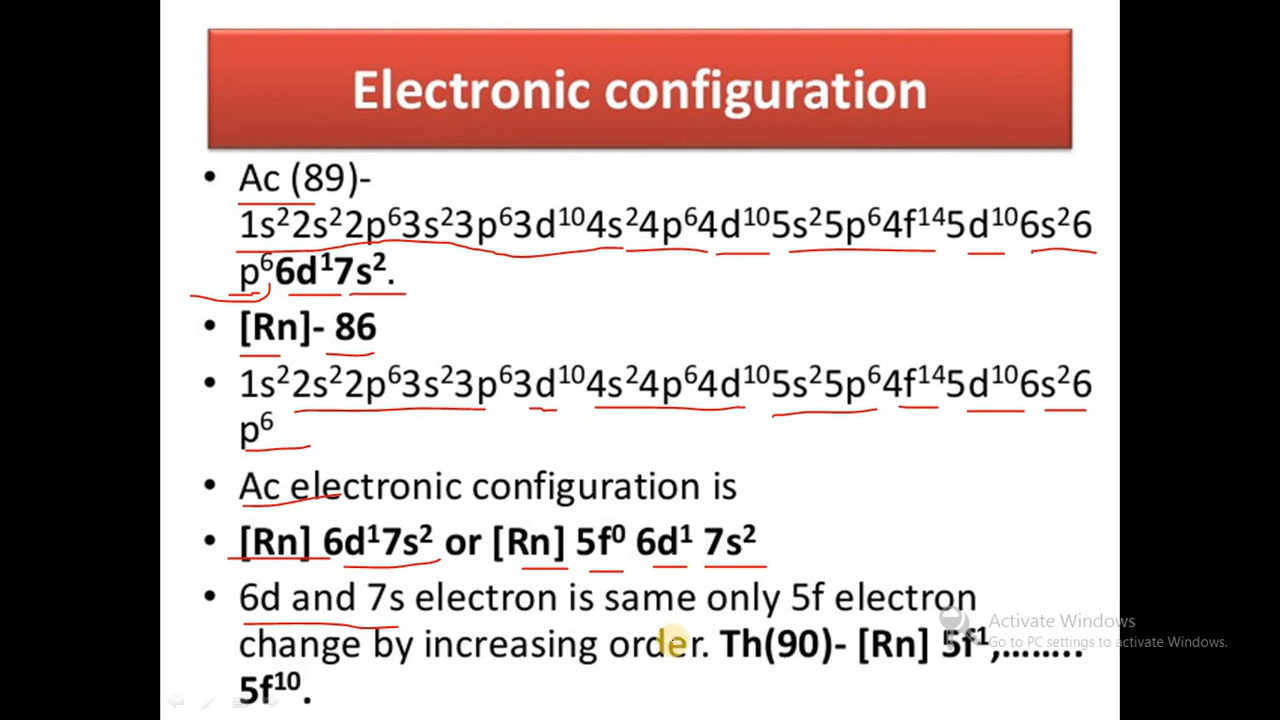 Electronic configuration
• Ac (89)-
1s²2s²2p⁶3s²3p⁶3d¹⁰4s²4p⁶4d¹⁰5s²5p⁶4f¹⁴5d¹⁰6s²6
p⁶6d¹7s².
• [Rn]- 86
• 1s²2s²2p⁶3s²3p⁶3d¹⁰4s²4p⁶4d¹⁰5s²5p⁶4f¹⁴5d¹⁰6s²6
p⁶
• Ac electronic configuration is
• [Rn] 6d¹7s² or [Rn] 5f⁰ 6d¹ 7s²
• 6d and 7s electron is same only 5f electron
change by increasing order. Th(90)- [Rn] 5f¹,........
5f¹⁰.
Activate Windows
Go to PC settings to activate Windows.